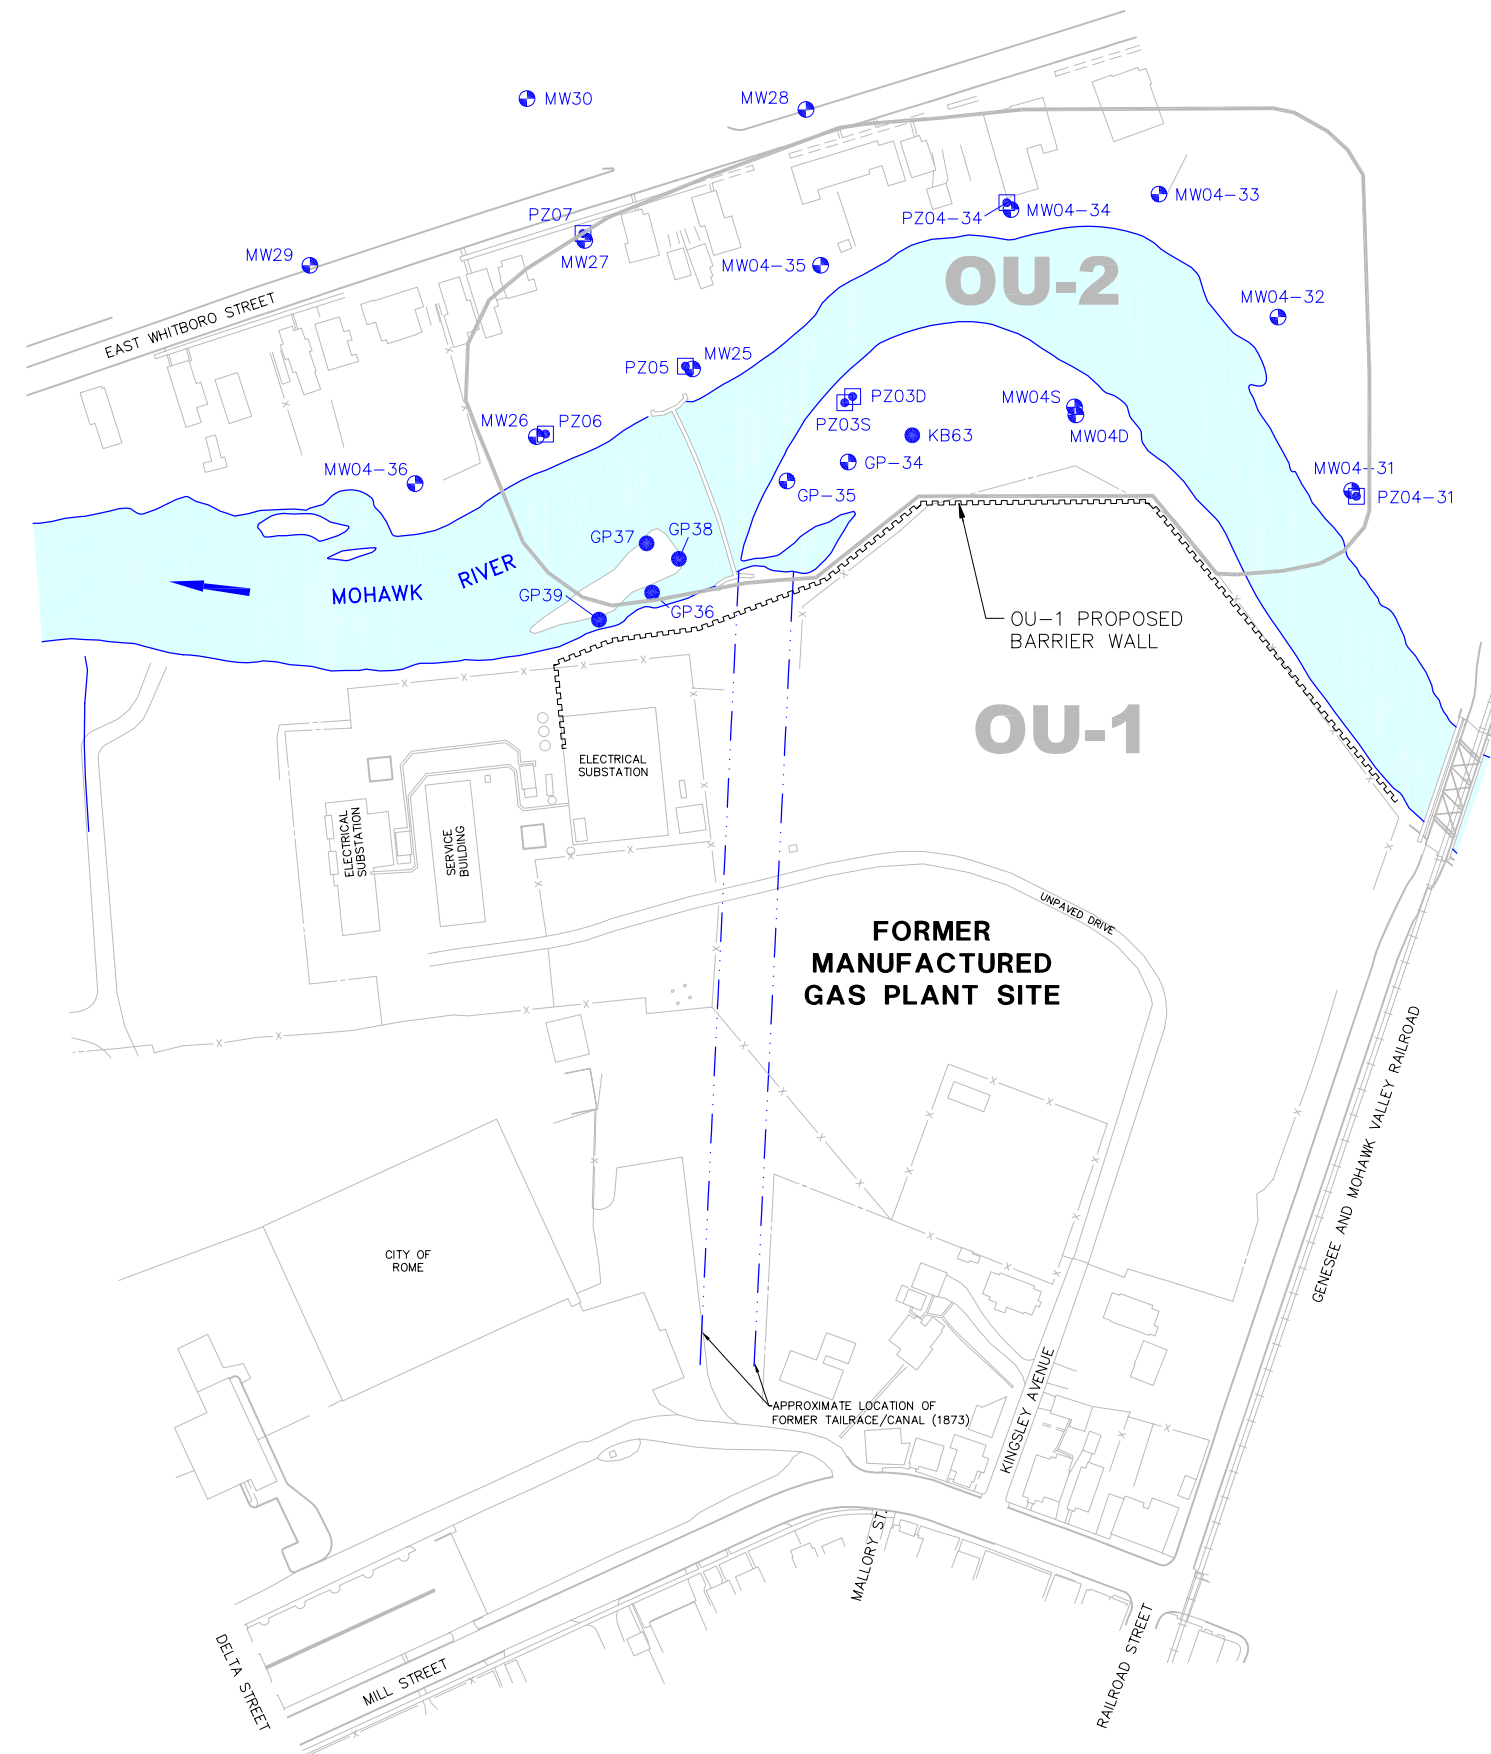 MW30
MW28
MW04-33
PZ07
PZ04-34
MW04-34
MW29
MW27
MW04-35
OU-2
MW04-32
EAST WHITBORO STREET
PZ05
MW25
PZ03D
MW04S
MW26
PZ06
PZ03S
KB63
MW04D
MW04-36
GP-34
MW04-31
GP-35
PZ04-31
GP37
GP38
MOHAWK RIVER
GP39
GP36
OU-1 PROPOSED
BARRIER WALL
OU-1
ELECTRICAL
SUBSTATION
ELECTRICAL
SUBSTATION
SERVICE
BUILDING
UNPAVED DRIVE
FORMER
MANUFACTURED
GAS PLANT SITE
GENESEE AND MOHAWK VALLEY RAILROAD
CITY OF
ROME
APPROXIMATE LOCATION OF
FORMER TAILRACE/CANAL (1873)
KINGSLEY AVENUE
MALLORY ST.
DELTA STREET
MILL STREET
RAILROAD STREET